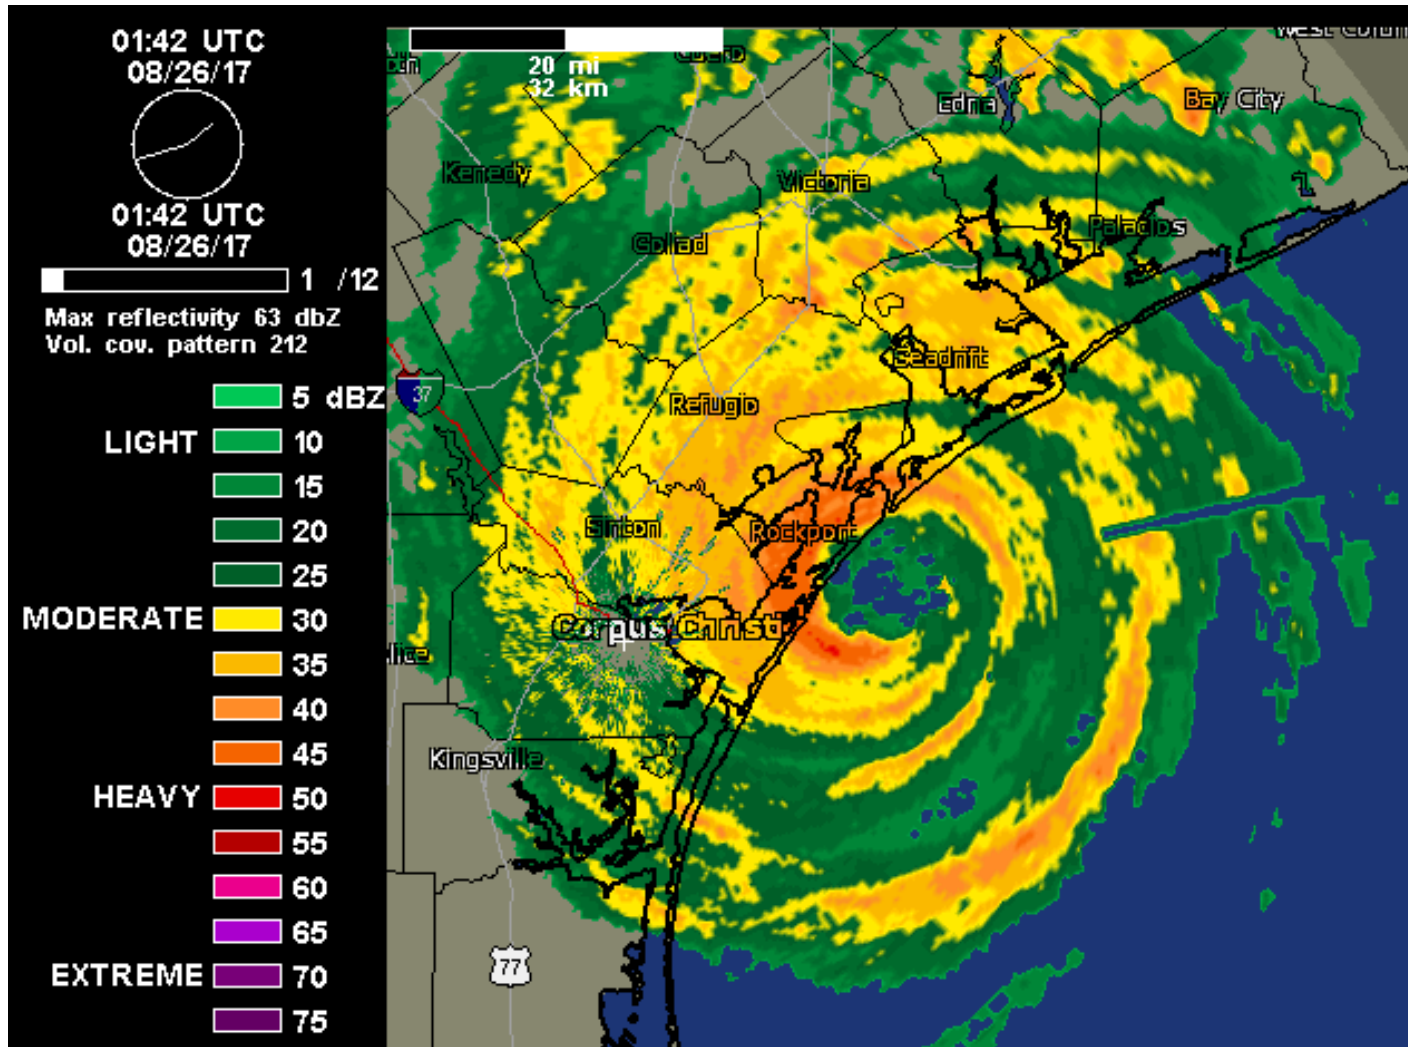 01:42 UTC
08/26/17
01:42 UTC
08/26/17
1 /12
Max reflectivity 63 dbZ
Vol. cov. pattern 212
5 dBZ
LIGHT 10
15
20
25
MODERATE 30
35
40
45
HEAVY 50
55
60
65
EXTREME 70
75
20 mi
32 km
Cuero
Edna
Bay City
Kenedy
Victoria
Palacios
Goliad
Seadrift
37
Refugio
Sinton
Rockport
Corpus Christi
Kingsville
77